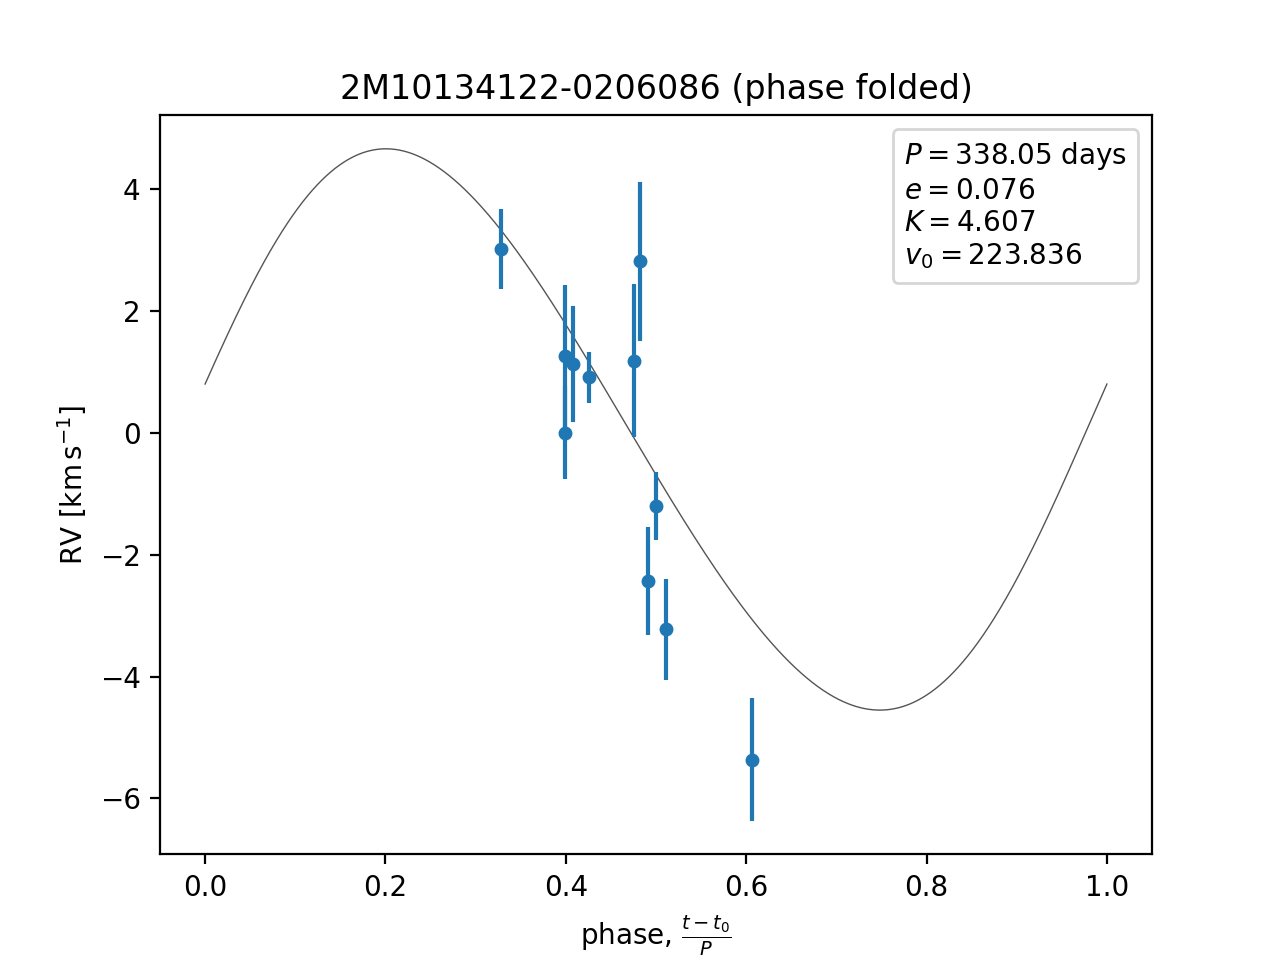 2M10134122-0206086 (phase folded)
P = 338.05 days
e = 0.076
K = 4.607
v₀ = 223.836
RV [km s⁻¹]
4
2
0
−2
−4
−6
0.0 0.2 0.4 0.6 0.8 1.0
phase, (t − t₀)/P